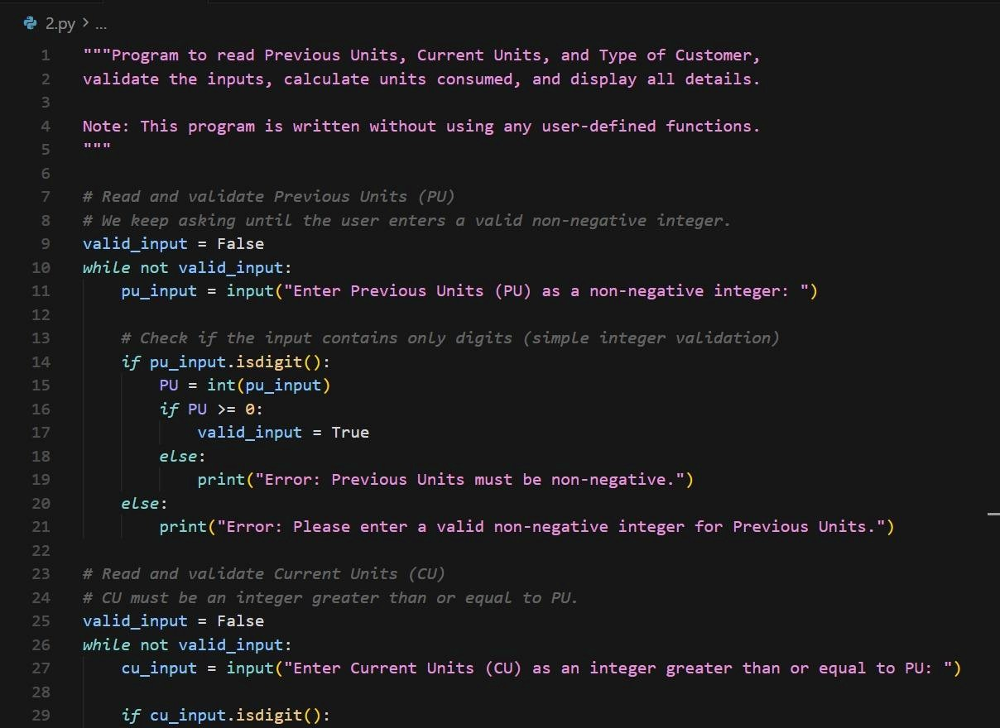 2.py > ...
1 """Program to read Previous Units, Current Units, and Type of Customer,
2 validate the inputs, calculate units consumed, and display all details.
3
4 Note: This program is written without using any user-defined functions.
5 """
6
7 # Read and validate Previous Units (PU)
8 # We keep asking until the user enters a valid non-negative integer.
9 valid_input = False
10 while not valid_input:
11     pu_input = input("Enter Previous Units (PU) as a non-negative integer: ")
12
13     # Check if the input contains only digits (simple integer validation)
14     if pu_input.isdigit():
15         PU = int(pu_input)
16         if PU >= 0:
17             valid_input = True
18         else:
19             print("Error: Previous Units must be non-negative.")
20     else:
21         print("Error: Please enter a valid non-negative integer for Previous Units.")
22
23 # Read and validate Current Units (CU)
24 # CU must be an integer greater than or equal to PU.
25 valid_input = False
26 while not valid_input:
27     cu_input = input("Enter Current Units (CU) as an integer greater than or equal to PU: ")
28
29     if cu_input.isdigit():